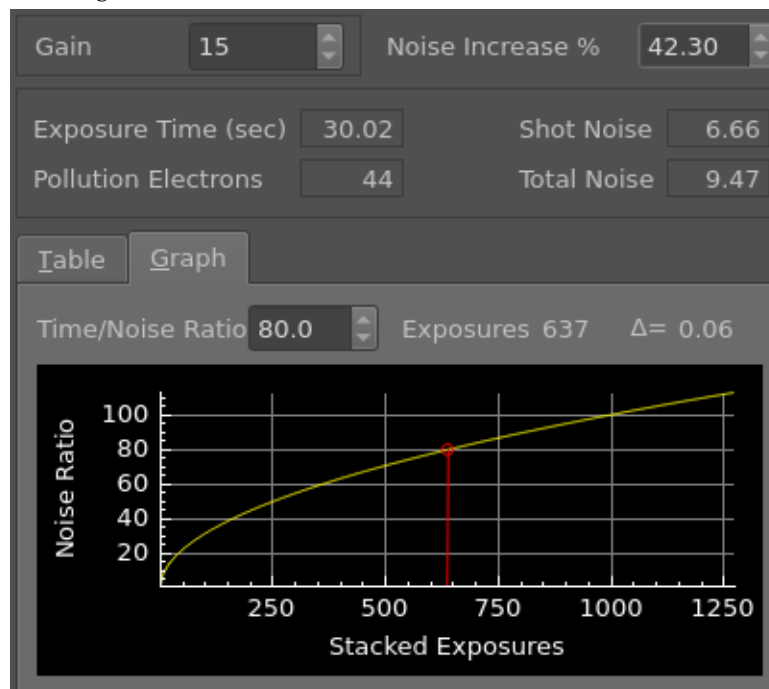 Gain 15 Noise Increase % 42.30
Exposure Time (sec) 30.02 Shot Noise 6.66
Pollution Electrons 44 Total Noise 9.47
Table Graph
Time/Noise Ratio 80.0 Exposures 637 Δ= 0.06
Noise Ratio
100
80
60
40
20
250 500 750 1000 1250
Stacked Exposures